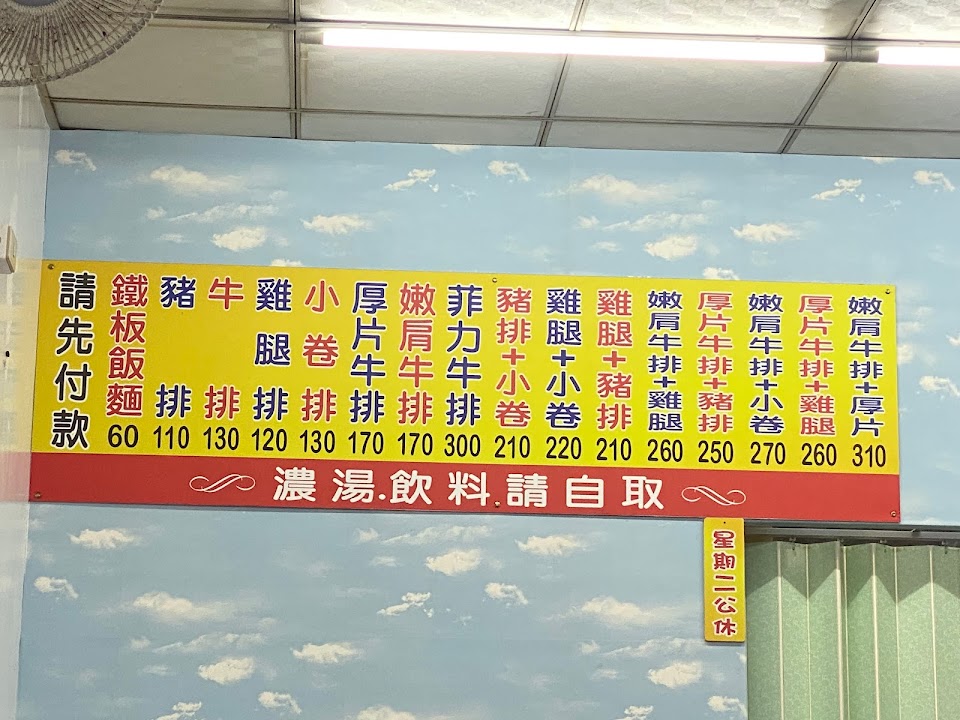 請先付款
鐵板飯麵 60
豬排 110
牛排 130
雞腿排 120
小卷排 130
厚片牛排 170
嫩肩牛排 170
菲力牛排 300
豬排+小卷 210
雞腿+小卷 220
雞腿+豬排 210
嫩肩牛排+雞腿 260
厚片牛排+豬排 250
嫩肩牛排+小卷 270
厚片牛排+雞腿 260
嫩肩牛排+厚片 310
濃湯.飲料.請自取
星期二公休